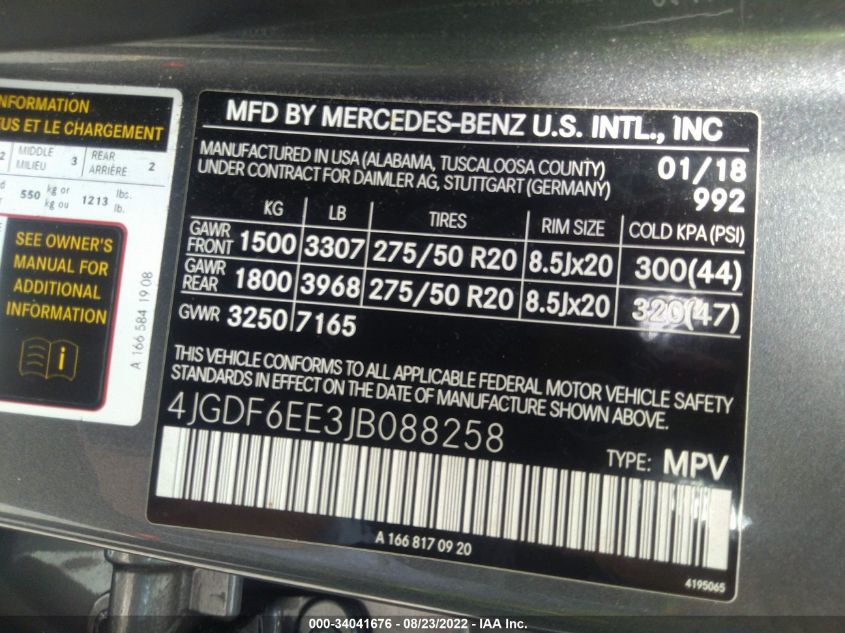 NFORMATION
TUS ET LE CHARGEMENT
2 MIDDLE MILIEU 3 REAR ARRIÈRE 2
550 kg or kg ou 1213 lbs. lb.
SEE OWNER'S
MANUAL FOR
ADDITIONAL
INFORMATION
i
A 166 584 19 08
MFD BY MERCEDES-BENZ U.S. INTL., INC
MANUFACTURED IN USA (ALABAMA, TUSCALOOSA COUNTY) 01/18
UNDER CONTRACT FOR DAIMLER AG, STUTTGART (GERMANY) 992
KG LB TIRES RIM SIZE COLD KPA (PSI)
GAWR FRONT 1500 3307 275/50 R20 8.5Jx20 300(44)
GAWR REAR 1800 3968 275/50 R20 8.5Jx20 320(47)
GVWR 3250 7165
THIS VEHICLE CONFORMS TO ALL APPLICABLE FEDERAL MOTOR VEHICLE SAFETY
STANDARDS IN EFFECT ON THE DATE OF MANUFACTURE SHOWN ABOVE.
4JGDF6EE3JB088258
TYPE: MPV
A 166 817 09 20
4195065
000-34041676 - 08/23/2022 - IAA Inc.